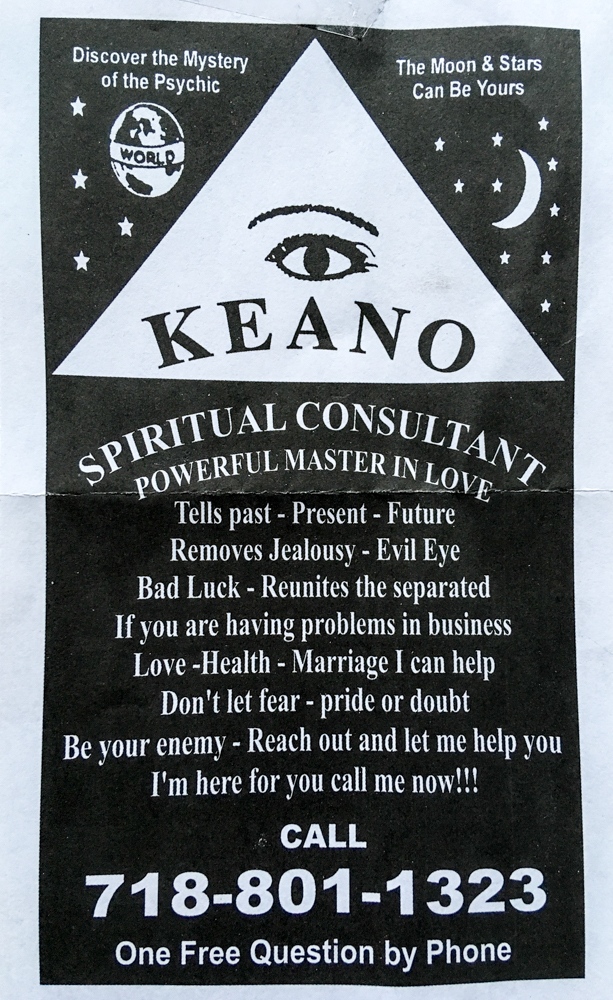 Discover the Mystery
of the Psychic
The Moon & Stars
Can Be Yours
WORLD
KEANO
SPIRITUAL CONSULTANT
POWERFUL MASTER IN LOVE
Tells past - Present - Future
Removes Jealousy - Evil Eye
Bad Luck - Reunites the separated
If you are having problems in business
Love -Health - Marriage I can help
Don't let fear - pride or doubt
Be your enemy - Reach out and let me help you
I'm here for you call me now!!!
CALL
718-801-1323
One Free Question by Phone